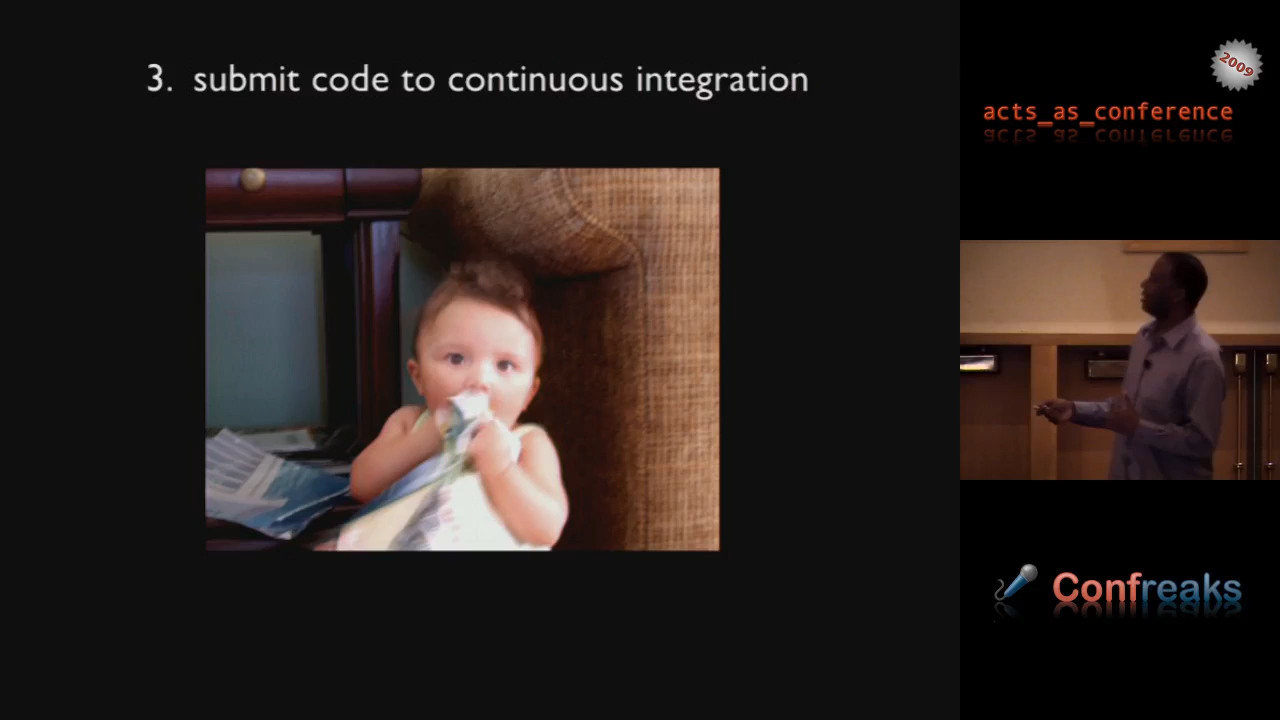 3. submit code to continuous integration
2009
acts_as_conference
Confreaks